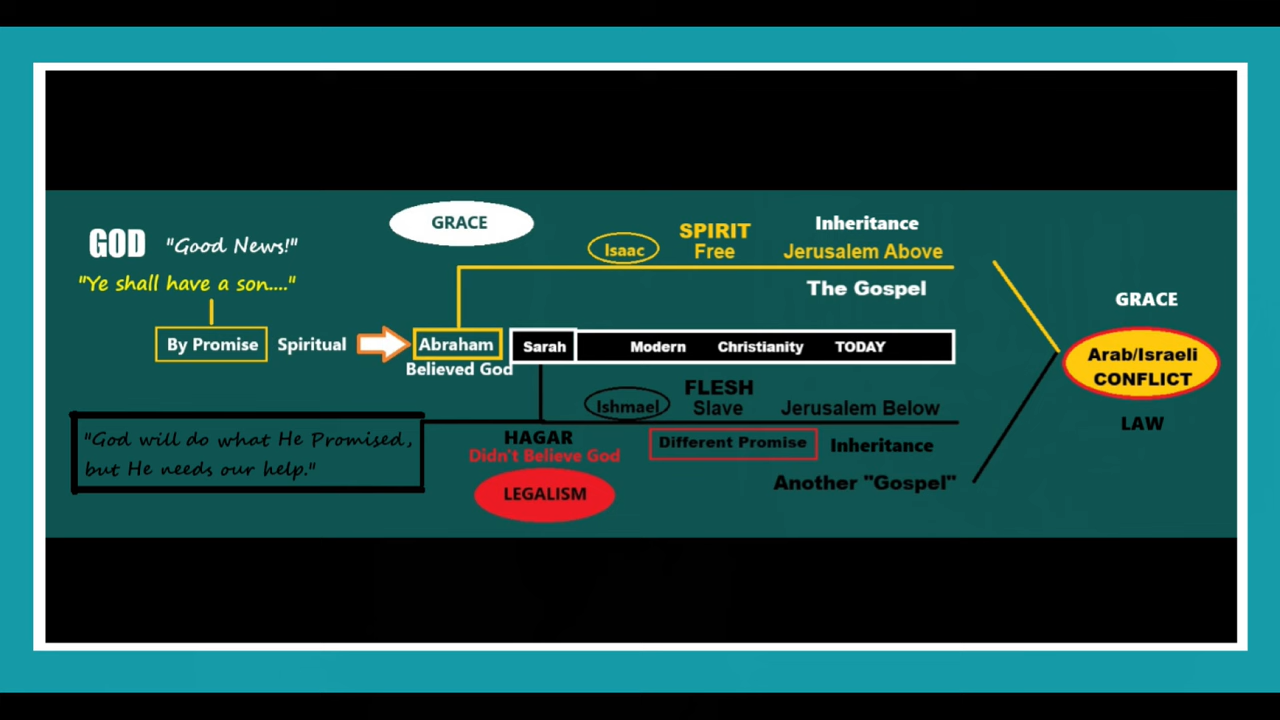 GRACE
GOD "Good News!"
"Ye shall have a son...."
By Promise Spiritual
Abraham
Believed God
Isaac
SPIRIT
Free
Inheritance
Jerusalem Above
The Gospel
Sarah Modern Christianity TODAY
"God will do what He Promised,
but He needs our help."
HAGAR
Didn't Believe God
LEGALISM
Ishmael
FLESH
Slave
Jerusalem Below
Different Promise
Inheritance
Another "Gospel"
GRACE
Arab/Israeli
CONFLICT
LAW